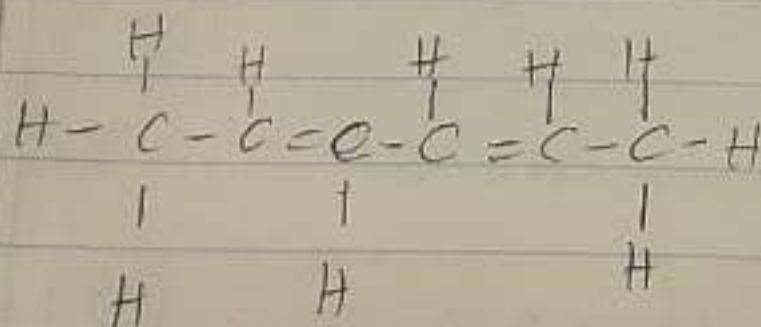 H H H H H
H - C - C = C - C = C - C - H
| | |
H H H